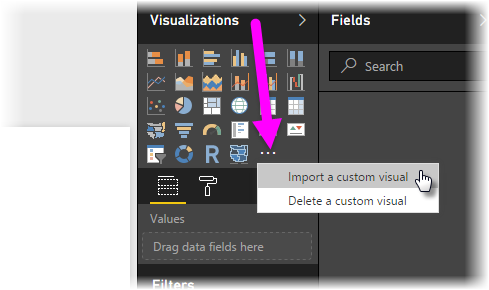 Visualizations
Fields
Search
R
Import a custom visual
Delete a custom visual
Values
Drag data fields here
Filters